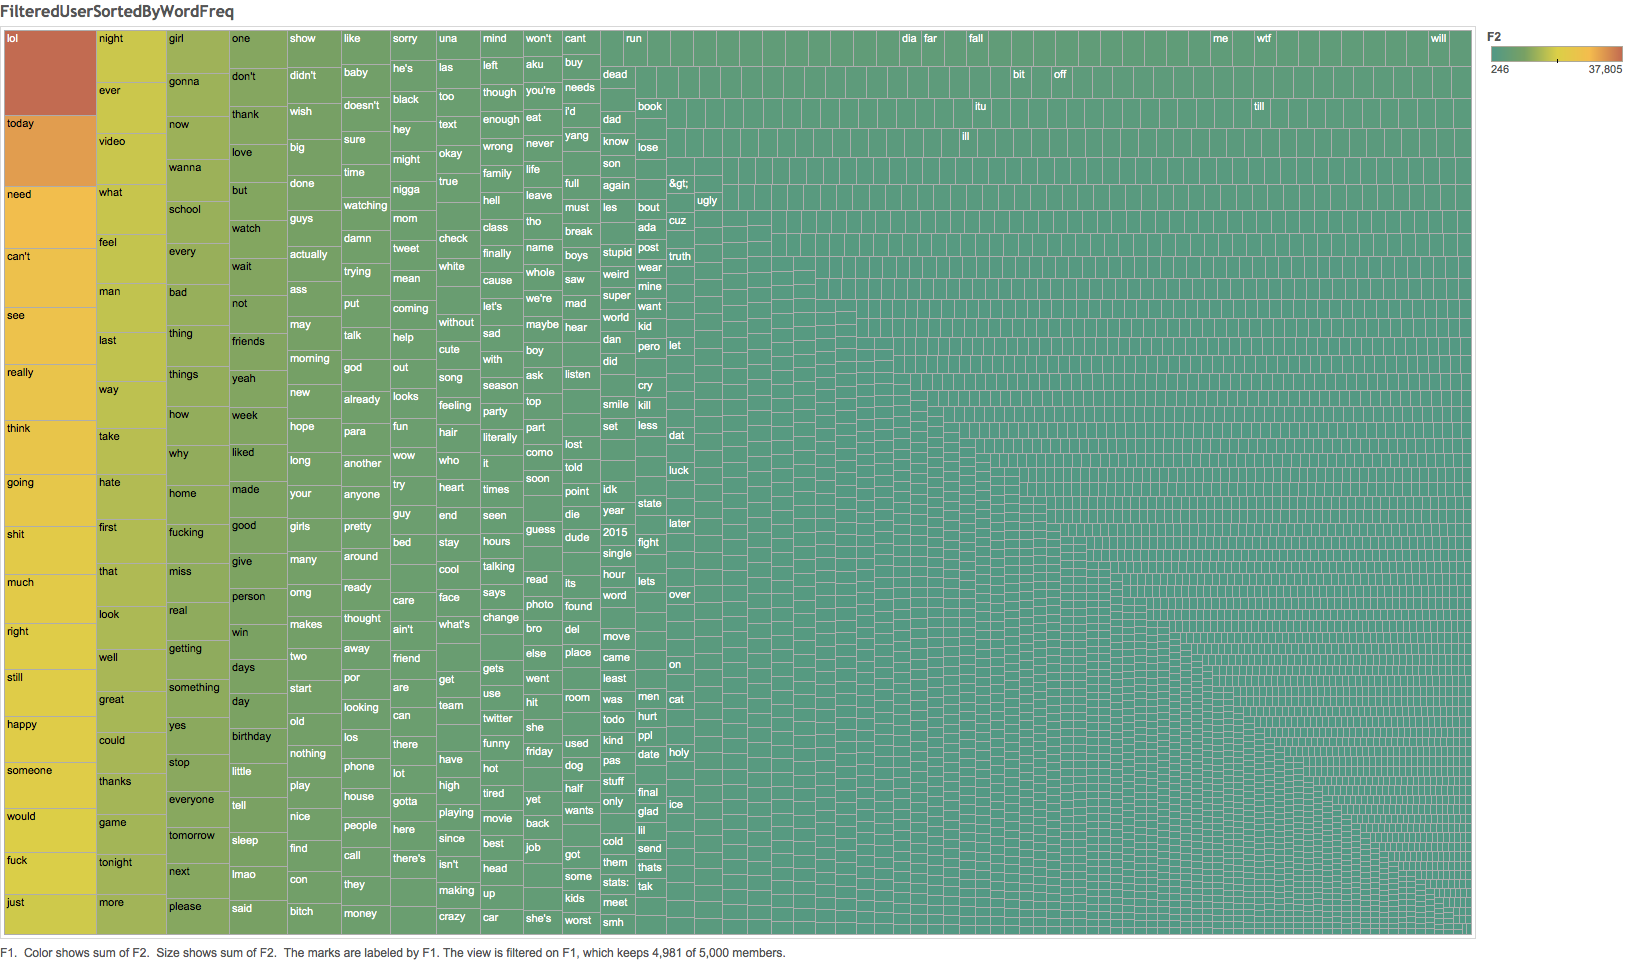 FilteredUserSortedByWordFreq
lol
today
need
can't
see
really
think
going
shit
much
right
still
happy
someone
would
fuck
just
night
ever
video
what
feel
man
last
way
take
hate
first
that
look
well
great
could
thanks
game
tonight
more
girl
gonna
now
wanna
school
every
bad
thing
things
how
why
home
fucking
miss
real
getting
something
yes
stop
everyone
tomorrow
next
please
one
don't
thank
love
but
watch
wait
not
friends
yeah
week
liked
made
good
give
person
win
days
day
birthday
little
tell
sleep
lmao
said
show
didn't
wish
big
done
guys
actually
ass
may
morning
new
hope
long
your
girls
many
omg
makes
two
start
old
nothing
play
nice
find
con
bitch
like
baby
doesn't
sure
time
watching
damn
trying
put
talk
god
already
para
another
anyone
pretty
around
ready
thought
away
por
looking
los
phone
house
people
call
they
money
sorry
he's
black
hey
might
nigga
mom
tweet
mean
coming
help
out
looks
fun
wow
try
guy
bed
care
ain't
friend
are
can
there
lot
gotta
here
there's
una
las
too
text
okay
true
check
white
without
cute
song
feeling
hair
who
heart
end
stay
cool
face
what's
get
team
have
high
playing
since
isn't
making
crazy
mind
left
though
enough
wrong
family
hell
class
finally
cause
let's
sad
with
season
party
literally
it
times
seen
hours
talking
says
change
gets
use
twitter
funny
hot
tired
movie
best
head
up
car
won't
aku
you're
eat
never
life
leave
tho
name
whole
we're
maybe
boy
ask
top
part
como
soon
guess
read
photo
bro
else
went
hit
she
friday
yet
back
job
she's
cant
buy
needs
i'd
yang
full
must
break
boys
saw
mad
hear
listen
lost
told
point
die
dude
its
found
del
place
room
used
dog
half
wants
got
some
kids
worst
run
dia
far
fall
me
wtf
will
dead
dad
know
son
again
les
stupid
weird
super
world
dan
did
smile
set
idk
year
2015
single
hour
word
move
came
least
was
todo
kind
pas
stuff
only
cold
them
stats:
meet
smh
bit
off
book
lose
bout
ada
post
wear
mine
want
kid
pero
cry
kill
less
state
fight
lets
men
hurt
ppl
date
final
glad
lil
send
thats
tak
itu
till
ill
&gt;
cuz
truth
let
dat
luck
later
over
on
cat
holy
ice
ugly
F2
246 37,805
F1. Color shows sum of F2. Size shows sum of F2. The marks are labeled by F1. The view is filtered on F1, which keeps 4,981 of 5,000 members.